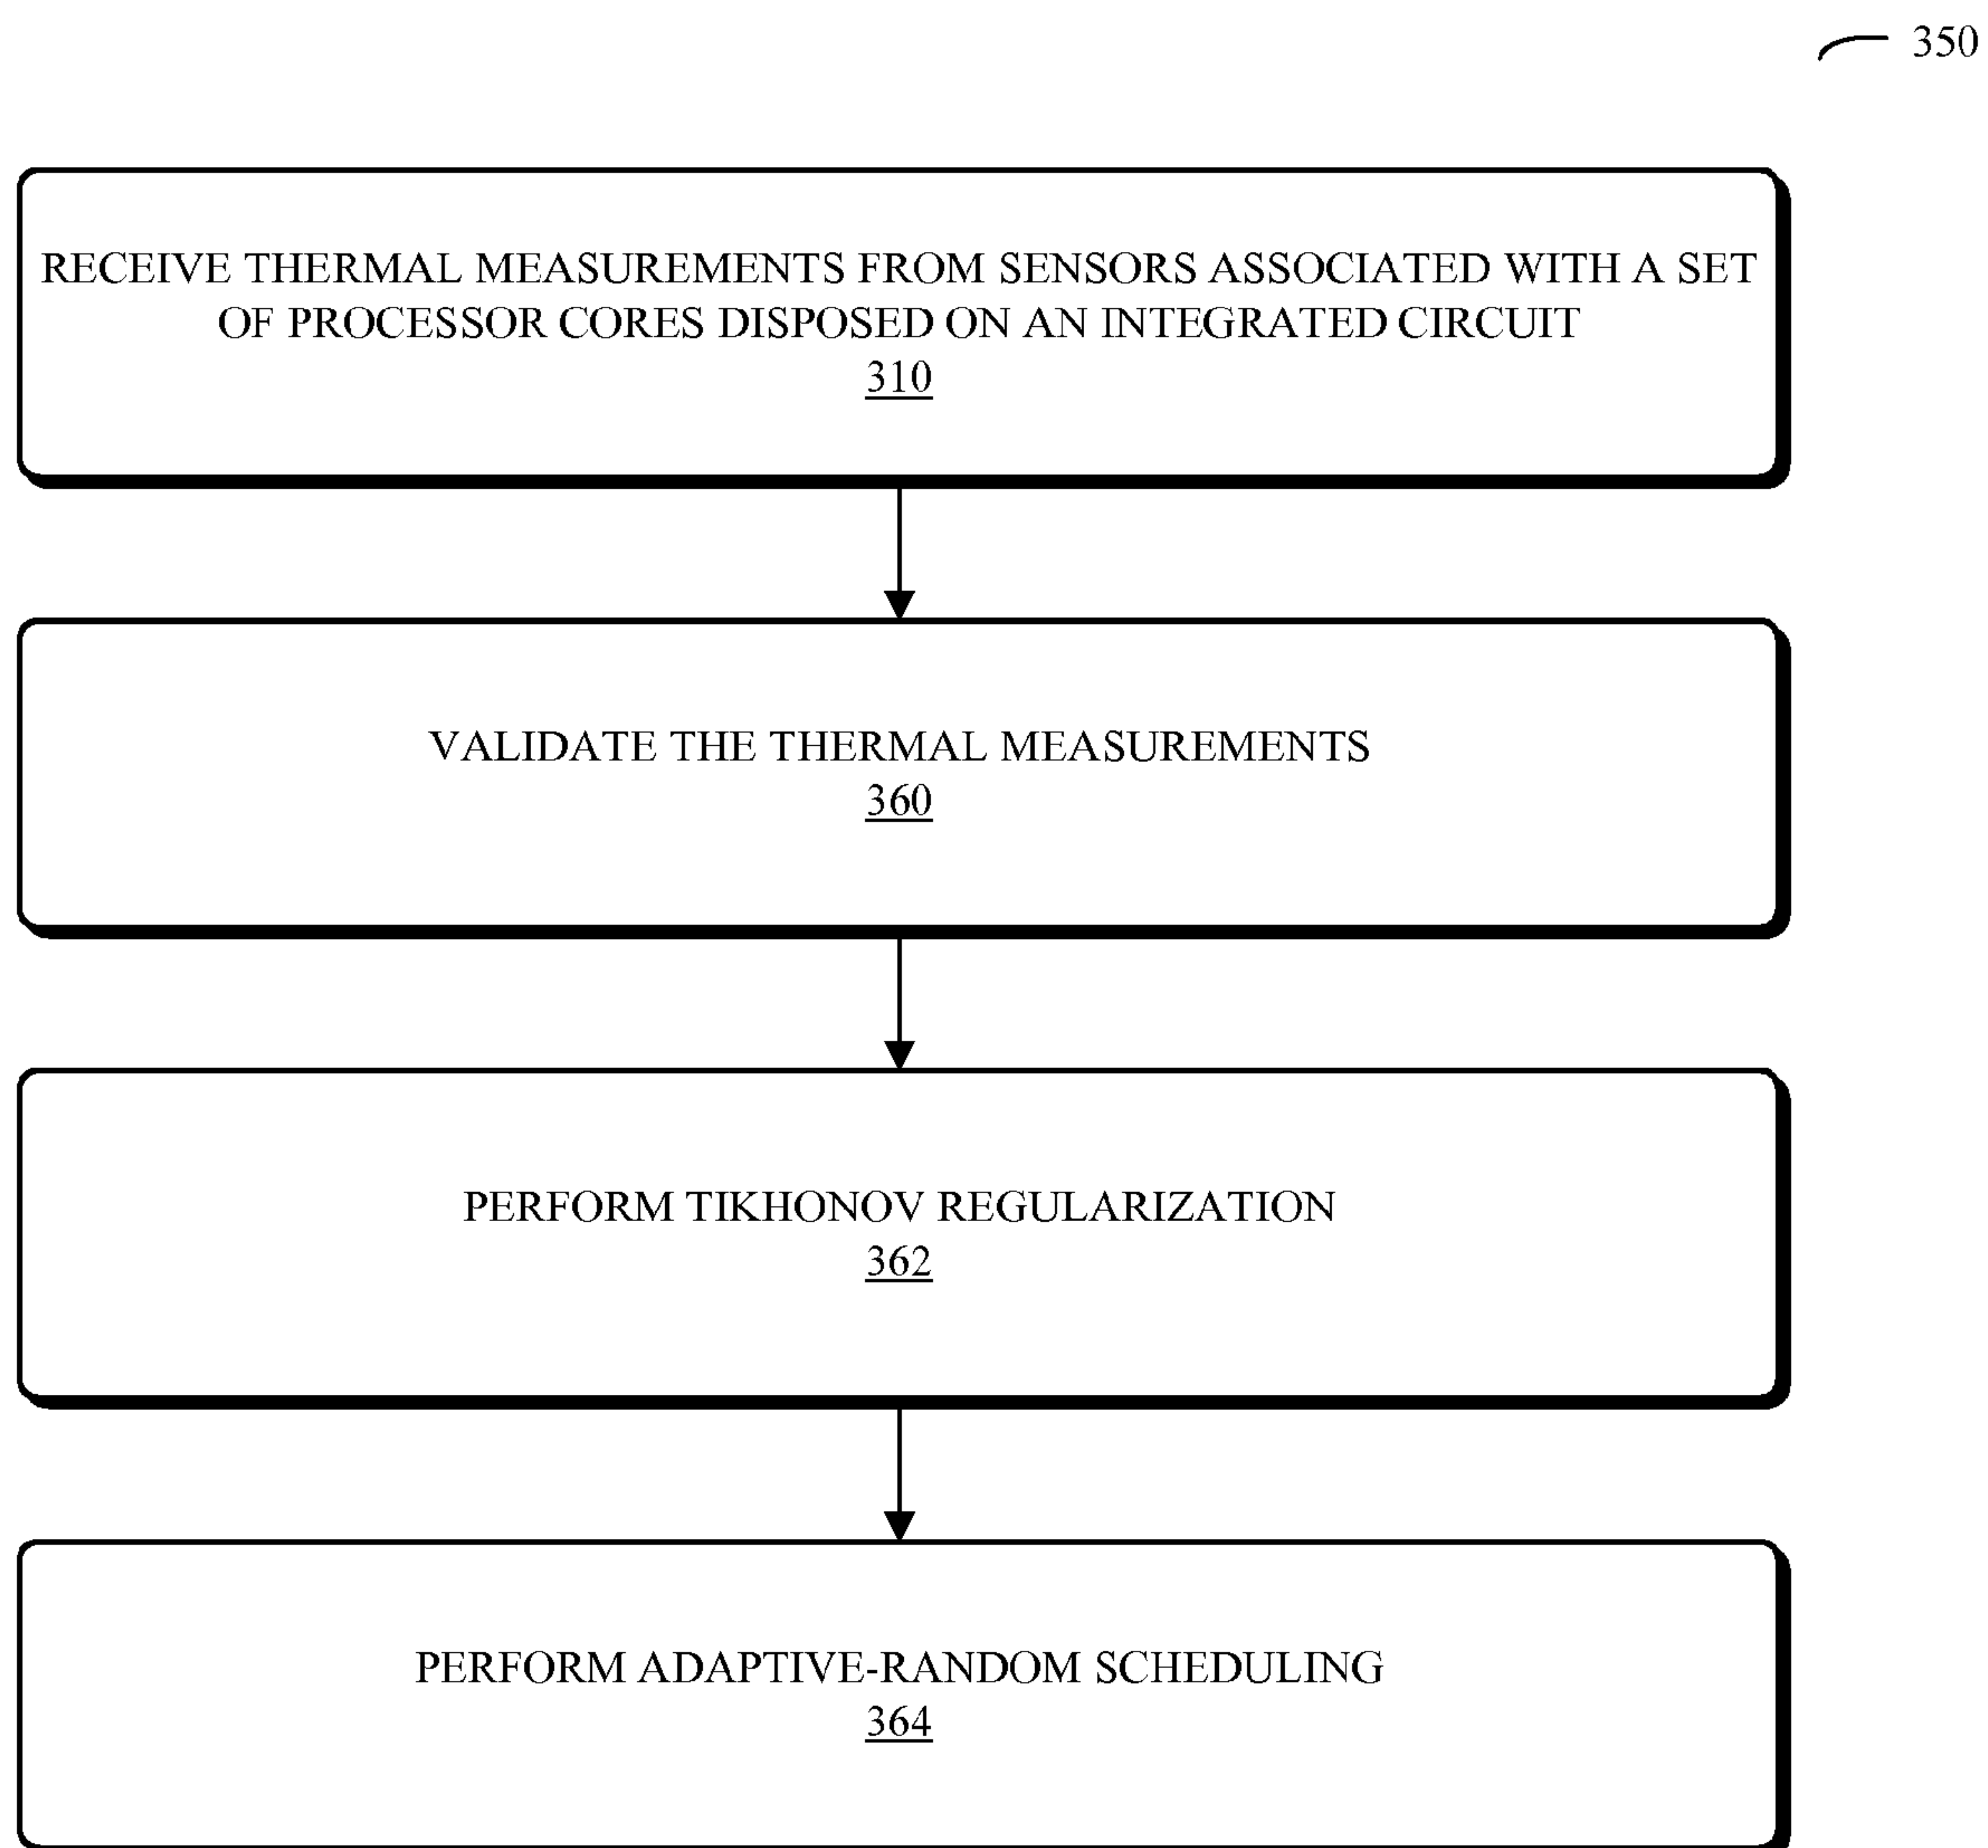 350
RECEIVE THERMAL MEASUREMENTS FROM SENSORS ASSOCIATED WITH A SET
OF PROCESSOR CORES DISPOSED ON AN INTEGRATED CIRCUIT
310
VALIDATE THE THERMAL MEASUREMENTS
360
PERFORM TIKHONOV REGULARIZATION
362
PERFORM ADAPTIVE-RANDOM SCHEDULING
364